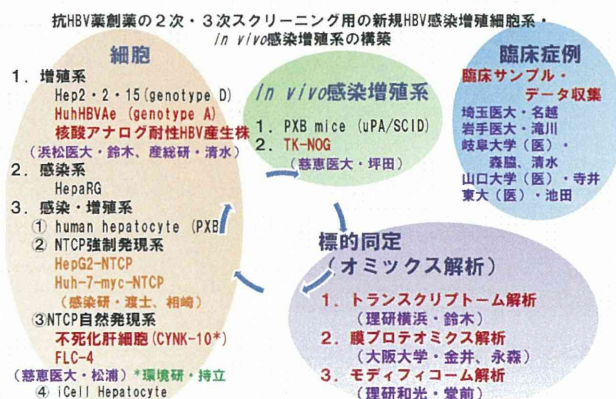 抗HBV薬創薬の2次・3次スクリーニング用の新規HBV感染増殖細胞系・
in vivo感染増殖系の構築
細胞
1. 増殖系
Hep2・2・15(genotype D)
HuhHBVAe (genotype A)
核酸アナログ耐性HBV産生株
(浜松医大・鈴木、産総研・清水)
2. 感染系
HepaRG
3. 感染・増殖系
① human hepatocyte (PXB
② NTCP強制発現系
HepG2-NTCP
Huh-7-myc-NTCP
(感染研・渡士、相崎)
③NTCP自然発現系
不死化肝細胞(CYNK-10*)
FLC-4
(慈恵医大・松浦) *環境研・持立
④ iCell Hepatocyte
in vivo感染増殖系
1. PXB mice (uPA/SCID)
2. TK-NOG
(慈恵医大・坪田)
臨床症例
臨床サンプル・
データ収集
埼玉医大・名越
岩手医大・滝川
岐阜大学(医)・
森脇、清水
山口大学(医)・寺井
東大(医)・池田
標的同定
(オミックス解析)
1. トランスクリプトーム解析
(理研横浜・鈴木)
2. 膜プロテオミクス解析
(大阪大学・金井、永森)
3. モディフィコーム解析
(理研和光・堂前)